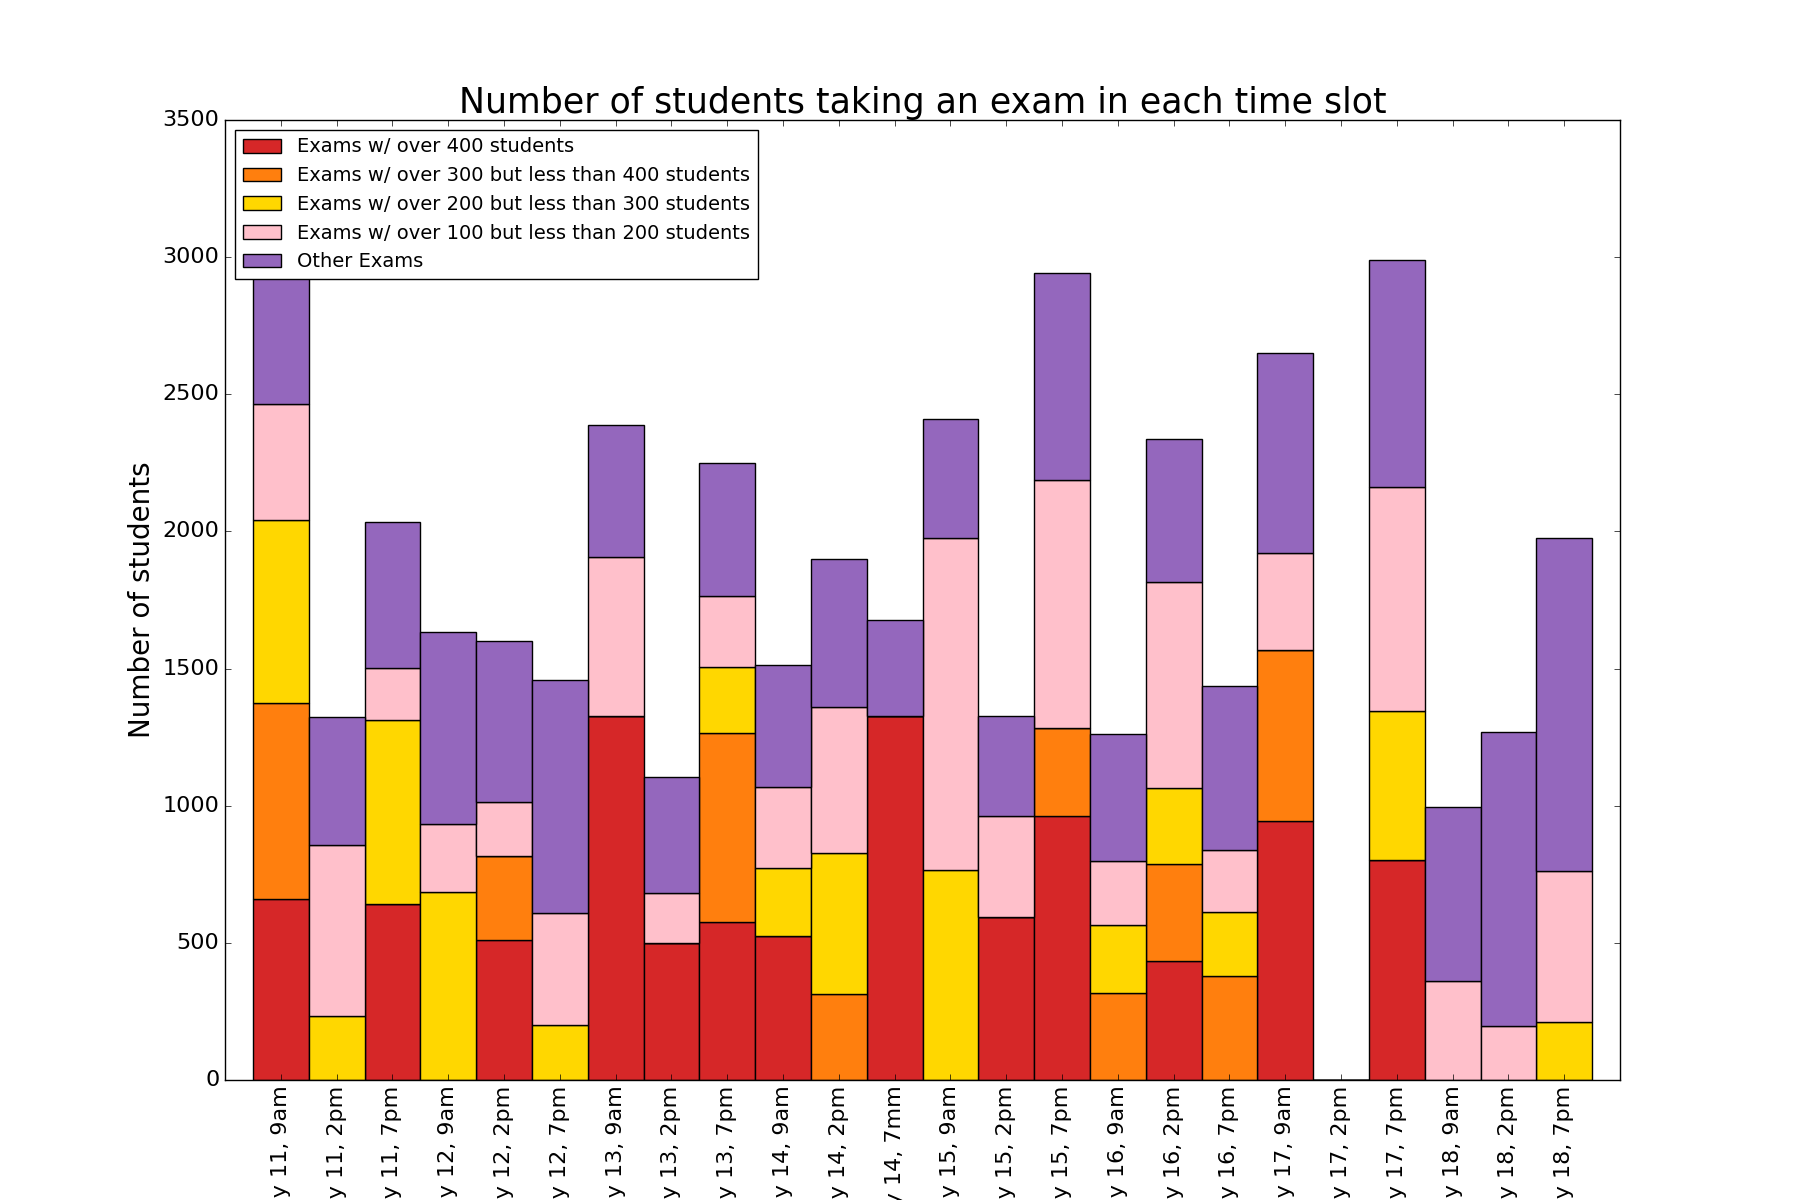 Number of students taking an exam in each time slot
Exams w/ over 400 students
Exams w/ over 300 but less than 400 students
Exams w/ over 200 but less than 300 students
Exams w/ over 100 but less than 200 students
Other Exams
Number of students
3500
3000
2500
2000
1500
1000
500
0
y 11, 9am
y 11, 2pm
y 11, 7pm
y 12, 9am
y 12, 2pm
y 12, 7pm
y 13, 9am
y 13, 2pm
y 13, 7pm
y 14, 9am
y 14, 2pm
y 14, 7mm
y 15, 9am
y 15, 2pm
y 15, 7pm
y 16, 9am
y 16, 2pm
y 16, 7pm
y 17, 9am
y 17, 2pm
y 17, 7pm
y 18, 9am
y 18, 2pm
y 18, 7pm